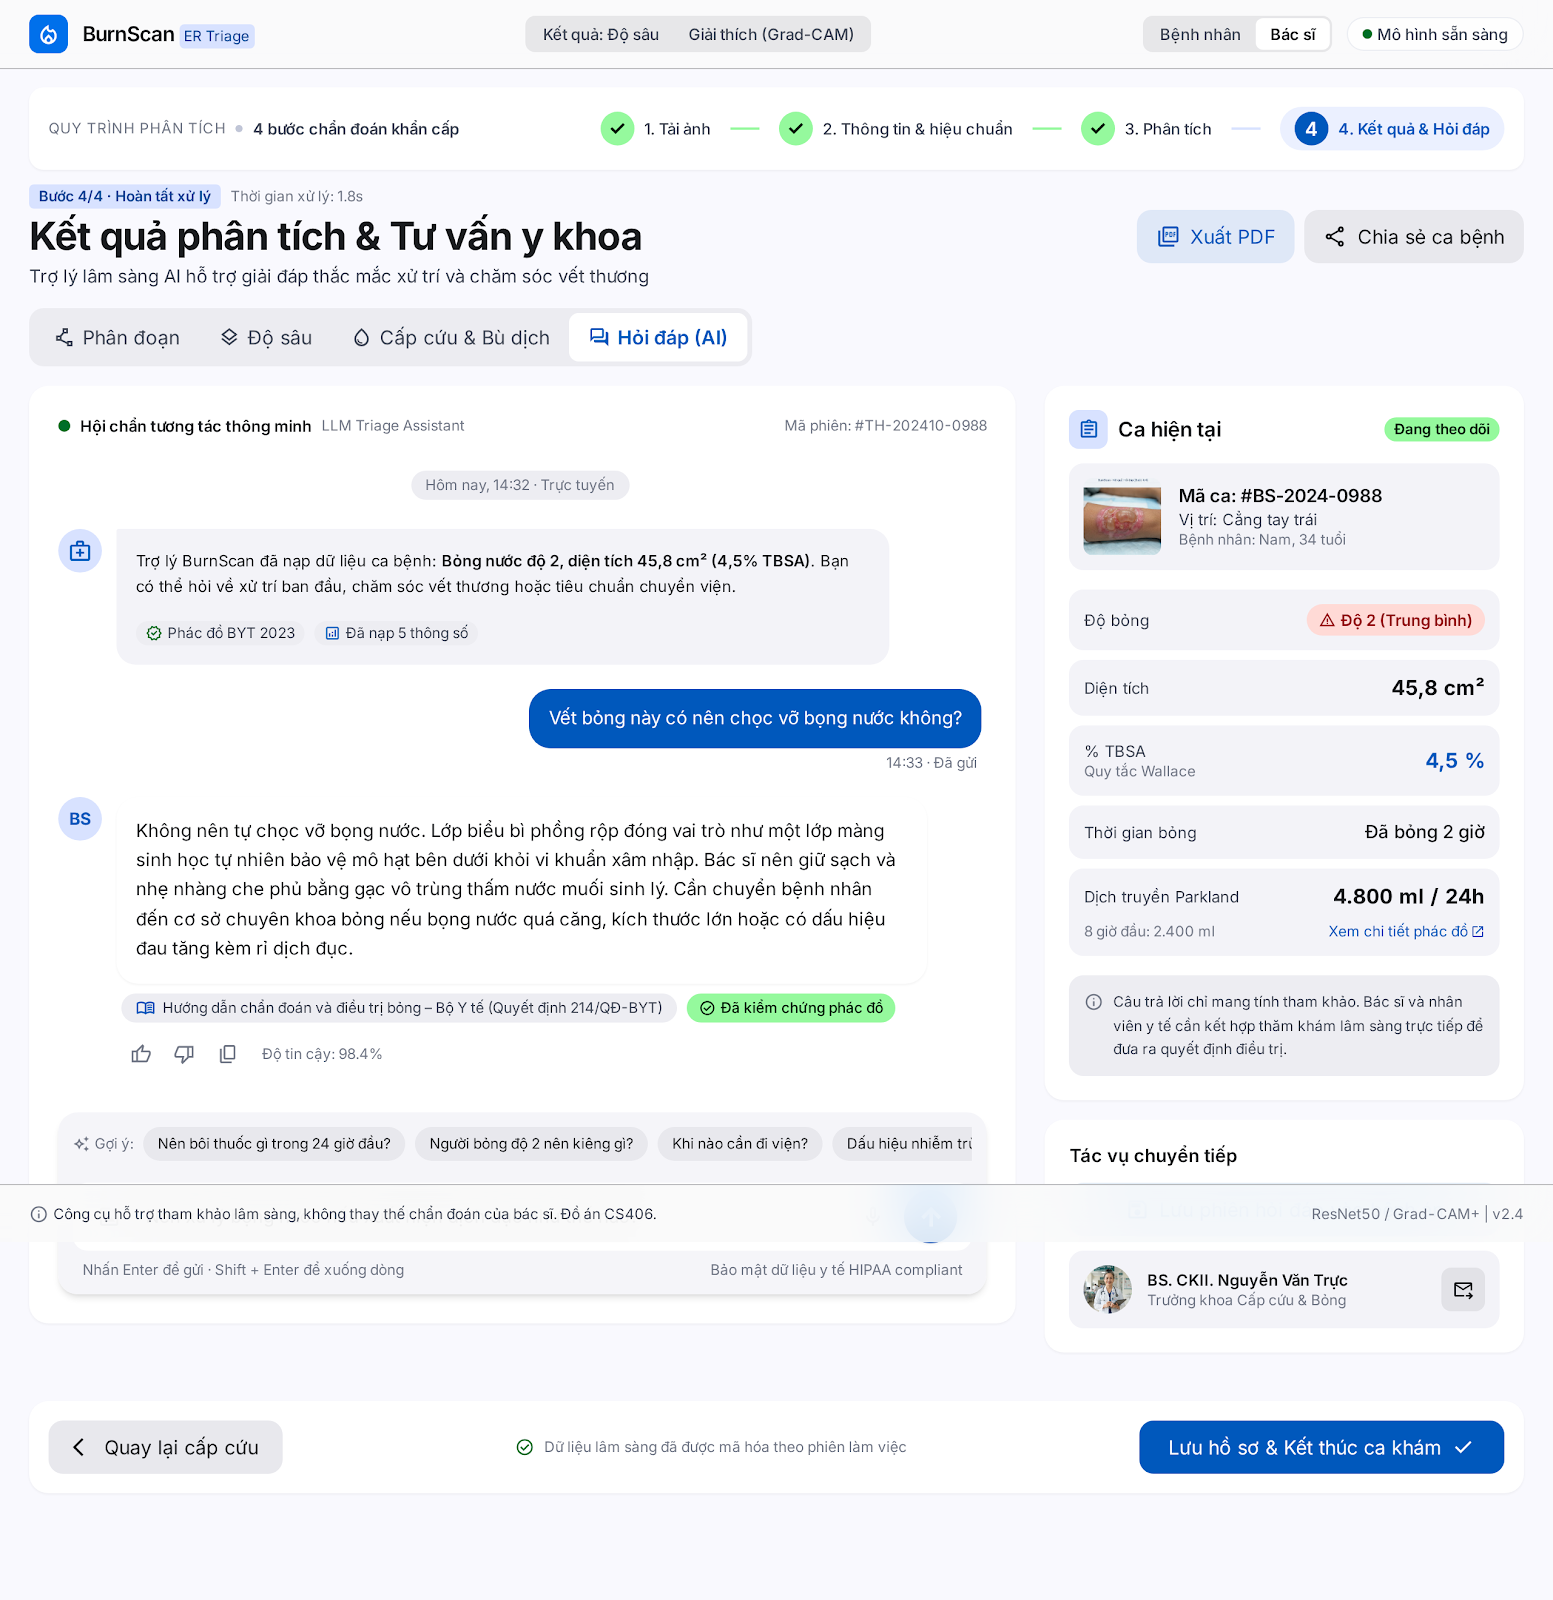 BurnScan ER Triage
Kết quả: Độ sâu
Giải thích (Grad-CAM)
Bệnh nhân
Bác sĩ
Mô hình sẵn sàng
QUY TRÌNH PHÂN TÍCH
4 bước chẩn đoán khẩn cấp
1. Tải ảnh
2. Thông tin & hiệu chuẩn
3. Phân tích
4
4. Kết quả & Hỏi đáp
Bước 4/4 · Hoàn tất xử lý
Thời gian xử lý: 1.8s
Kết quả phân tích & Tư vấn y khoa
Trợ lý lâm sàng AI hỗ trợ giải đáp thắc mắc xử trí và chăm sóc vết thương
Xuất PDF
Chia sẻ ca bệnh
Phân đoạn
Độ sâu
Cấp cứu & Bù dịch
Hỏi đáp (AI)
Hội chẩn tương tác thông minh
LLM Triage Assistant
Mã phiên: #TH-202410-0988
Hôm nay, 14:32 · Trực tuyến
Trợ lý BurnScan đã nạp dữ liệu ca bệnh: Bỏng nước độ 2, diện tích 45,8 cm² (4,5% TBSA). Bạn
có thể hỏi về xử trí ban đầu, chăm sóc vết thương hoặc tiêu chuẩn chuyển viện.
Phác đồ BYT 2023
Đã nạp 5 thông số
Vết bỏng này có nên chọc vỡ bọng nước không?
14:33 · Đã gửi
BS
Không nên tự chọc vỡ bọng nước. Lớp biểu bì phồng rộp đóng vai trò như một lớp màng
sinh học tự nhiên bảo vệ mô hạt bên dưới khỏi vi khuẩn xâm nhập. Bác sĩ nên giữ sạch và
nhẹ nhàng che phủ bằng gạc vô trùng thấm nước muối sinh lý. Cần chuyển bệnh nhân
đến cơ sở chuyên khoa bỏng nếu bọng nước quá căng, kích thước lớn hoặc có dấu hiệu
đau tăng kèm rỉ dịch đục.
Hướng dẫn chẩn đoán và điều trị bỏng – Bộ Y tế (Quyết định 214/QĐ-BYT)
Đã kiểm chứng phác đồ
Độ tin cậy: 98.4%
Gợi ý:
Nên bôi thuốc gì trong 24 giờ đầu?
Người bỏng độ 2 nên kiêng gì?
Khi nào cần đi viện?
Dấu hiệu nhiễm trù
Nhấn Enter để gửi · Shift + Enter để xuống dòng
Bảo mật dữ liệu y tế HIPAA compliant
Ca hiện tại
Đang theo dõi
Mã ca: #BS-2024-0988
Vị trí: Cẳng tay trái
Bệnh nhân: Nam, 34 tuổi
Độ bỏng
Độ 2 (Trung bình)
Diện tích
45,8 cm²
% TBSA
Quy tắc Wallace
4,5 %
Thời gian bỏng
Đã bỏng 2 giờ
Dịch truyền Parkland
4.800 ml / 24h
8 giờ đầu: 2.400 ml
Xem chi tiết phác đồ
Câu trả lời chỉ mang tính tham khảo. Bác sĩ và nhân
viên y tế cần kết hợp thăm khám lâm sàng trực tiếp để
đưa ra quyết định điều trị.
Tác vụ chuyển tiếp
Công cụ hỗ trợ tham khảo lâm sàng, không thay thế chẩn đoán của bác sĩ. Đồ án CS406.
ResNet50 / Grad-CAM+ | v2.4
BS. CKII. Nguyễn Văn Trực
Trưởng khoa Cấp cứu & Bỏng
Quay lại cấp cứu
Dữ liệu lâm sàng đã được mã hóa theo phiên làm việc
Lưu hồ sơ & Kết thúc ca khám